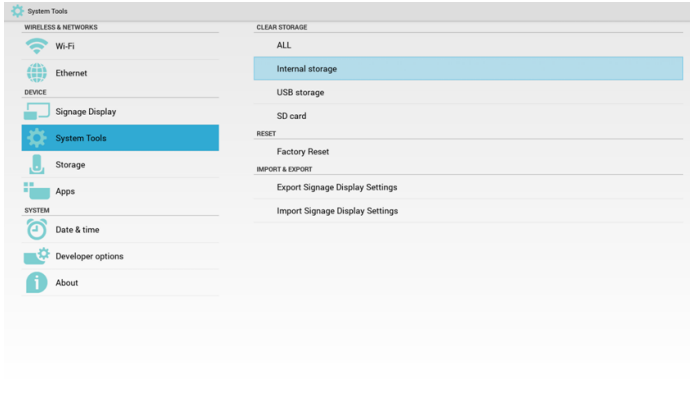 System Tools
WIRELESS & NETWORKS
Wi-Fi
Ethernet
DEVICE
Signage Display
System Tools
Storage
Apps
SYSTEM
Date & time
Developer options
About
CLEAR STORAGE
ALL
Internal storage
USB storage
SD card
RESET
Factory Reset
IMPORT & EXPORT
Export Signage Display Settings
Import Signage Display Settings